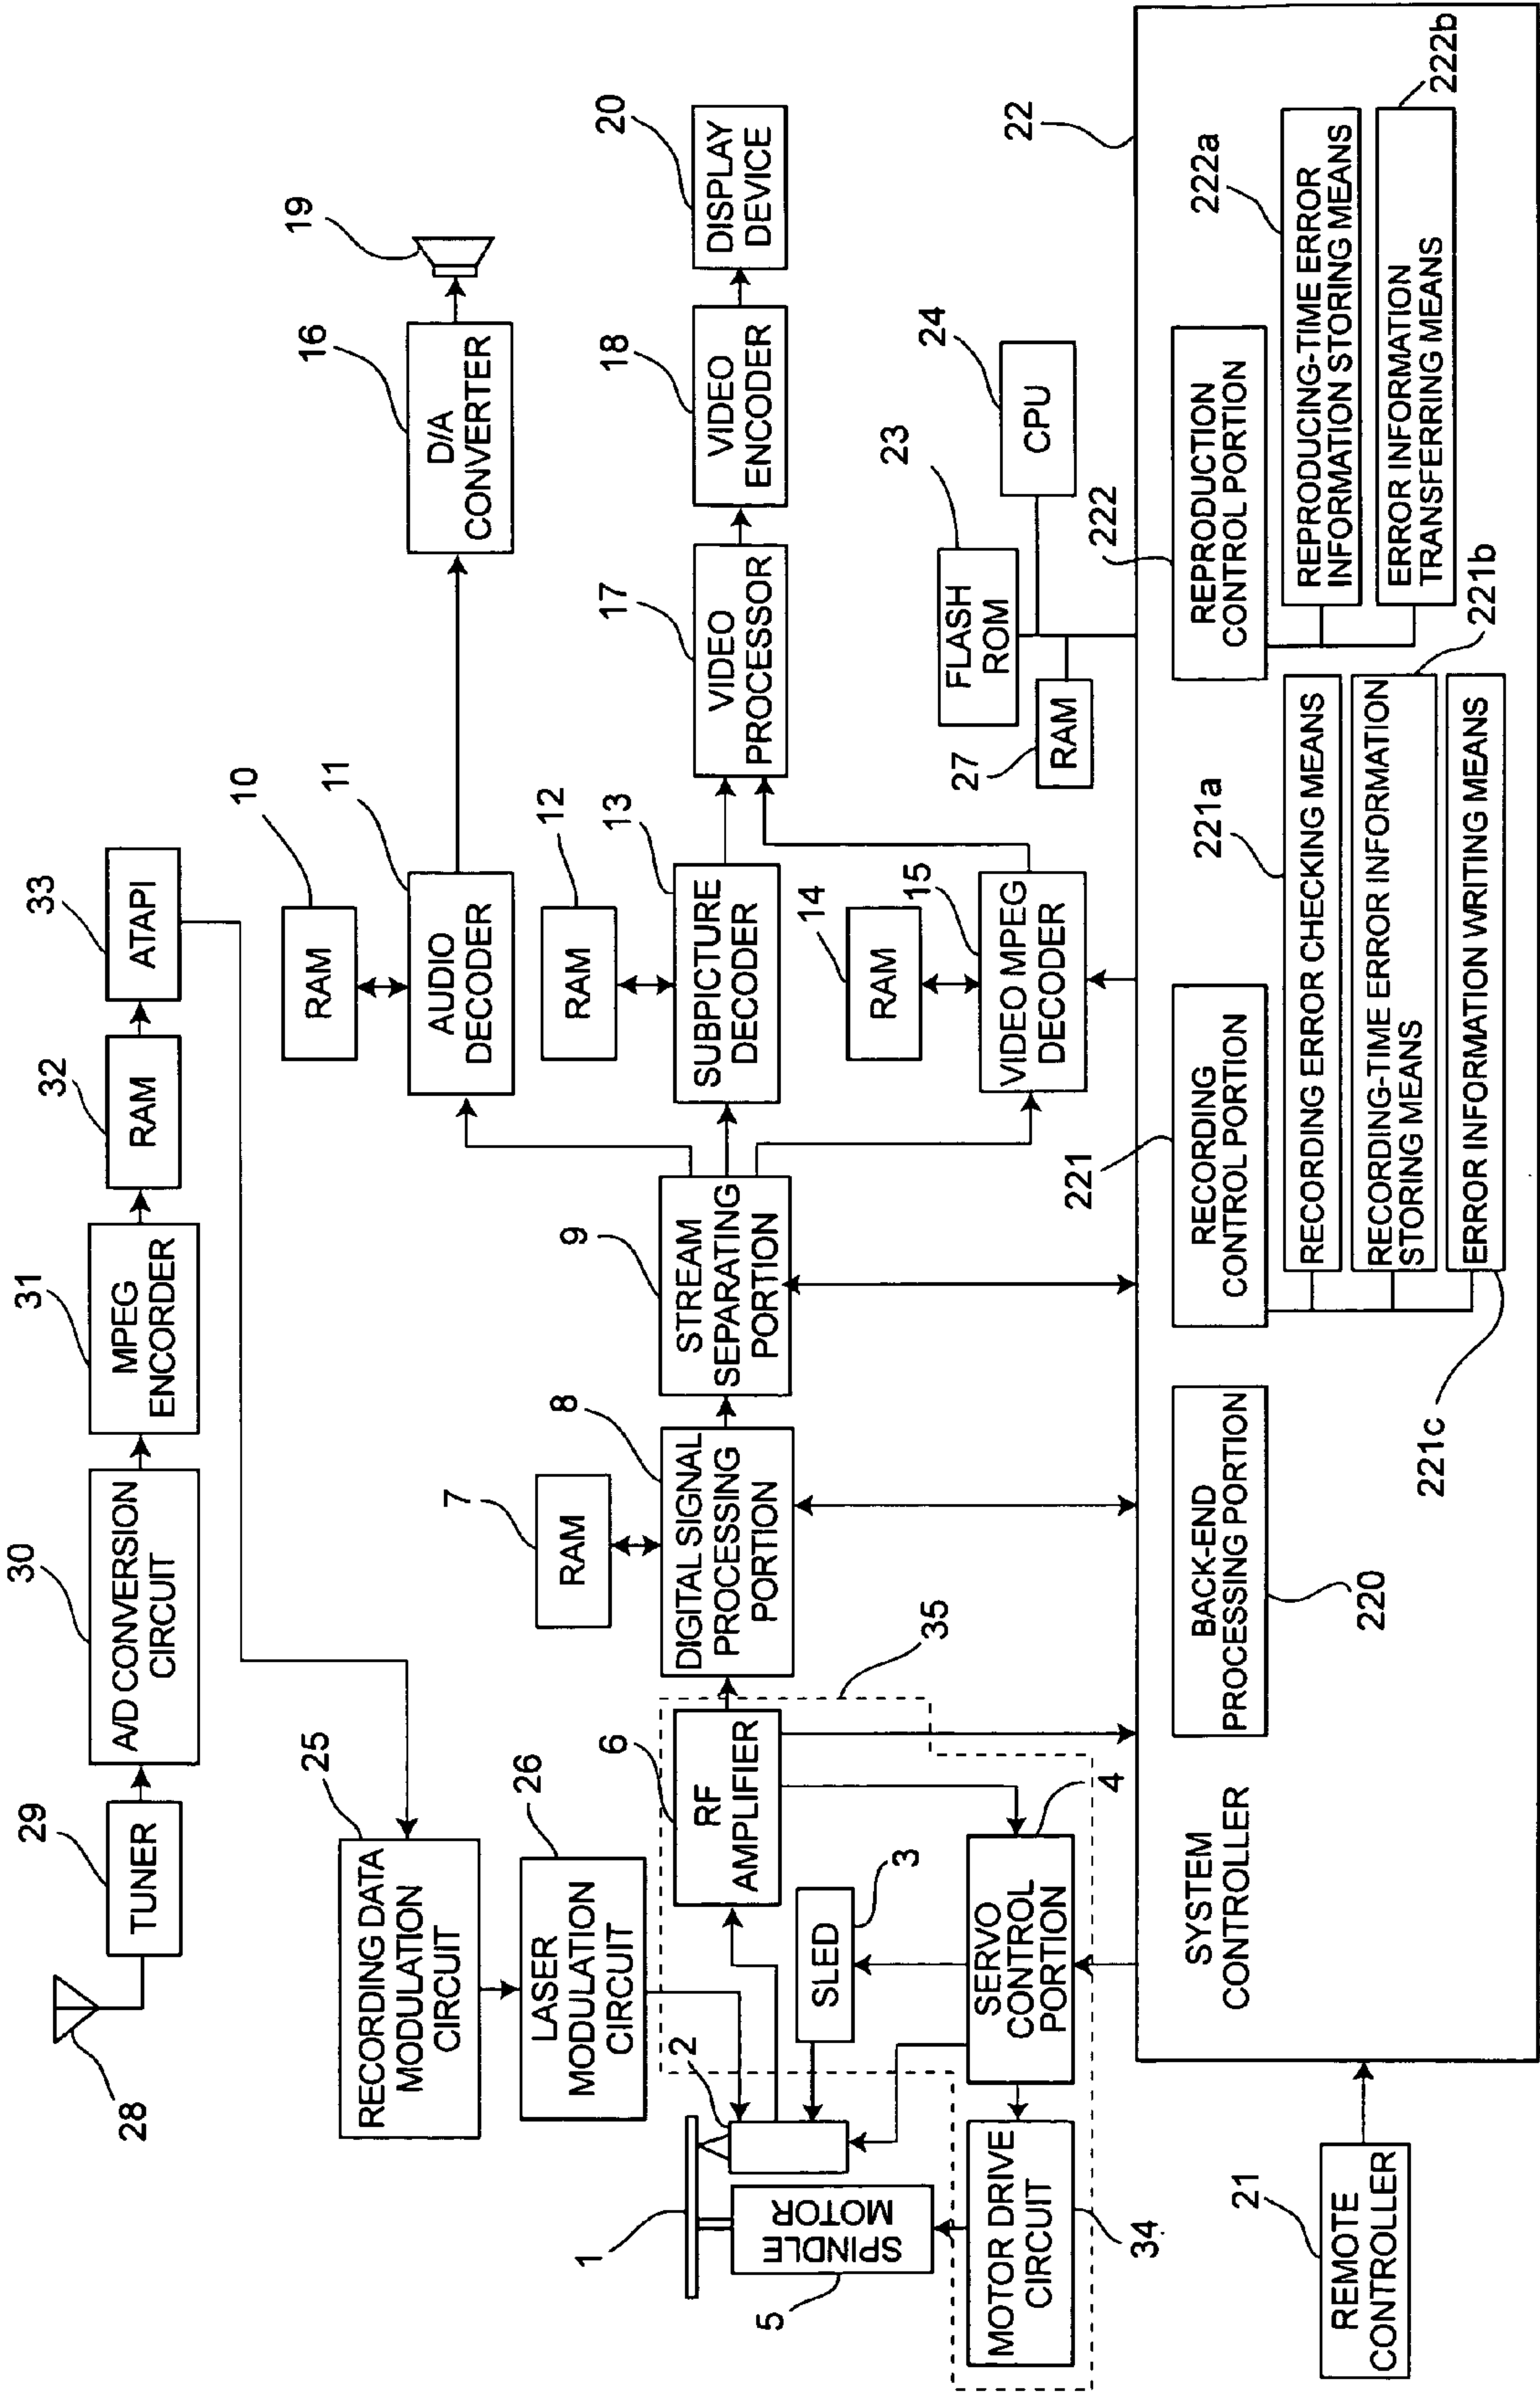 28
29
TUNER
30
A/D CONVERSION
CIRCUIT
31
MPEG
ENCORDER
32
RAM
33
ATAPI
25
RECORDING DATA
MODULATION
CIRCUIT
26
LASER
MODULATION
CIRCUIT
10
RAM
11
AUDIO
DECODER
16
D/A
CONVERTER
19
1
2
5
SPINDLE
MOTOR
3
SLED
6
RF
AMPLIFIER
35
7
RAM
8
DIGITAL SIGNAL
PROCESSING
PORTION
9
STREAM
SEPARATING
PORTION
12
RAM
13
SUBPICTURE
DECODER
17
VIDEO
PROCESSOR
18
VIDEO
ENCODER
20
DISPLAY
DEVICE
14
RAM
15
VIDEO MPEG
DECODER
34
MOTOR DRIVE
CIRCUIT
4
SERVO
CONTROL
PORTION
23
FLASH
ROM
24
CPU
27
RAM
21
REMOTE
CONTROLLER
22
SYSTEM
CONTROLLER
220
BACK-END
PROCESSING PORTION
221
RECORDING
CONTROL PORTION
221a
RECORDING ERROR CHECKING MEANS
221b
RECORDING-TIME ERROR INFORMATION
STORING MEANS
221c
ERROR INFORMATION WRITING MEANS
222
REPRODUCTION
CONTROL PORTION
222a
REPRODUCING-TIME ERROR
INFORMATION STORING MEANS
222b
ERROR INFORMATION
TRANSFERRING MEANS